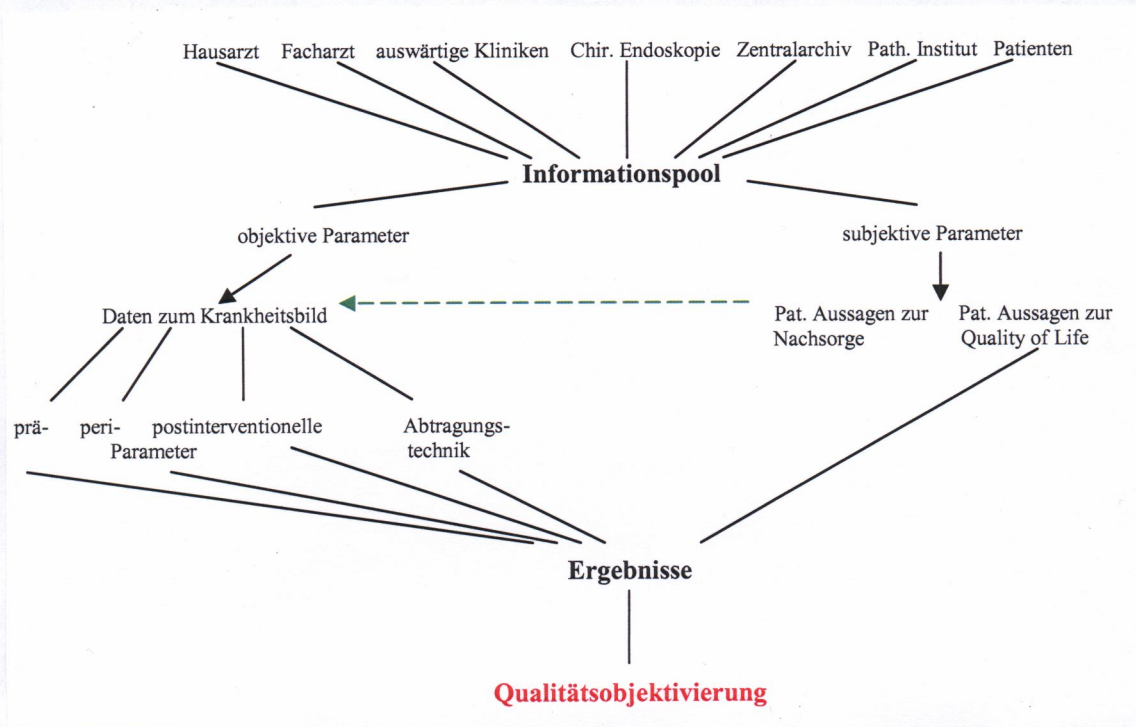 Hausarzt Facharzt auswärtige Kliniken Chir. Endoskopie Zentralarchiv Path. Institut Patienten
Informationspool
objektive Parameter
subjektive Parameter
Daten zum Krankheitsbild
Pat. Aussagen zur
Nachsorge
Pat. Aussagen zur
Quality of Life
prä- peri- postinterventionelle
Parameter
Abtragungs-
technik
Ergebnisse
Qualitätsobjektivierung